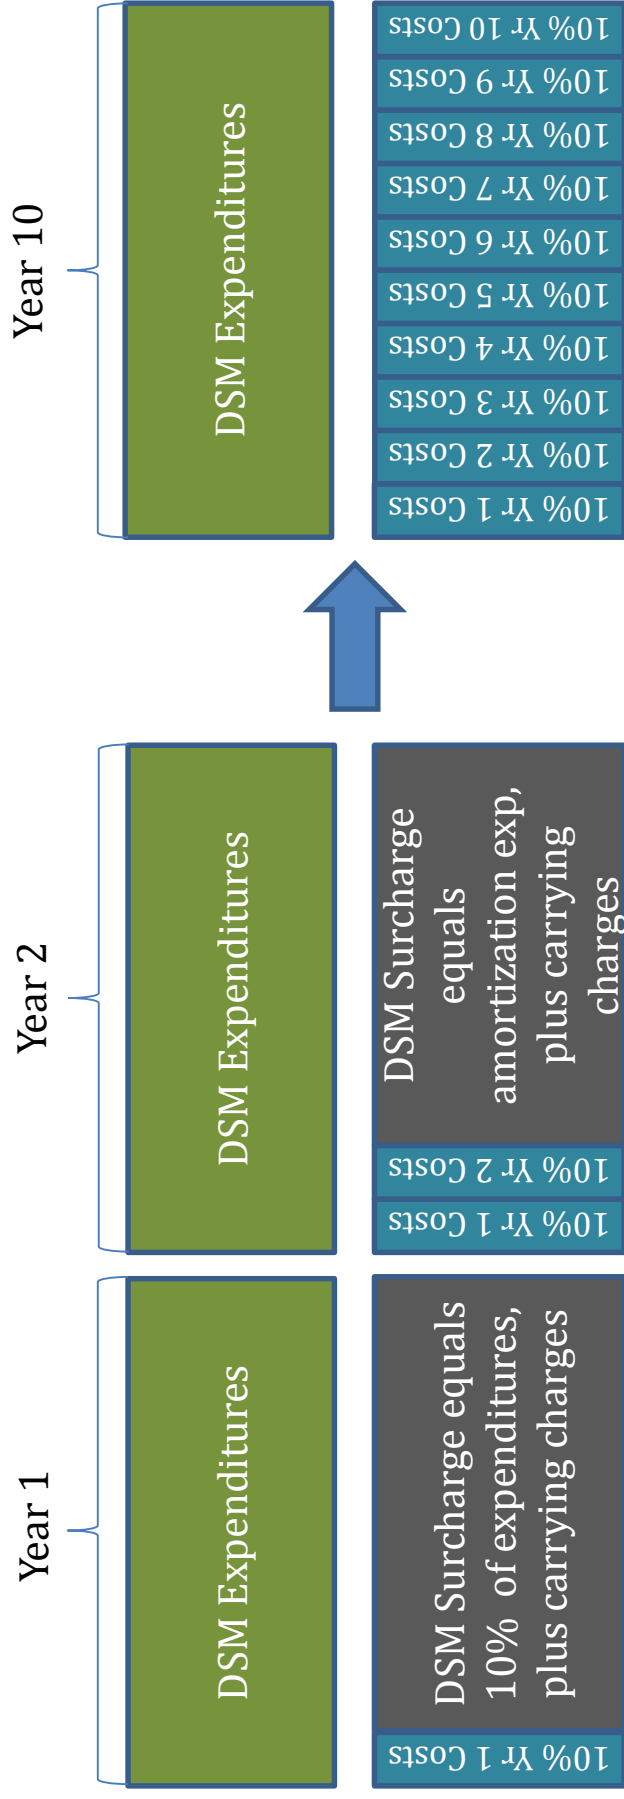 Year 1
DSM Expenditures
10% Yr 1 Costs
DSM Surcharge equals
10% of expenditures,
plus carrying charges
Year 2
DSM Expenditures
10% Yr 1 Costs
10% Yr 2 Costs
DSM Surcharge
equals
amortization exp,
plus carrying
charges
Year 10
DSM Expenditures
10% Yr 1 Costs
10% Yr 2 Costs
10% Yr 3 Costs
10% Yr 4 Costs
10% Yr 5 Costs
10% Yr 6 Costs
10% Yr 7 Costs
10% Yr 8 Costs
10% Yr 9 Costs
10% Yr 10 Costs